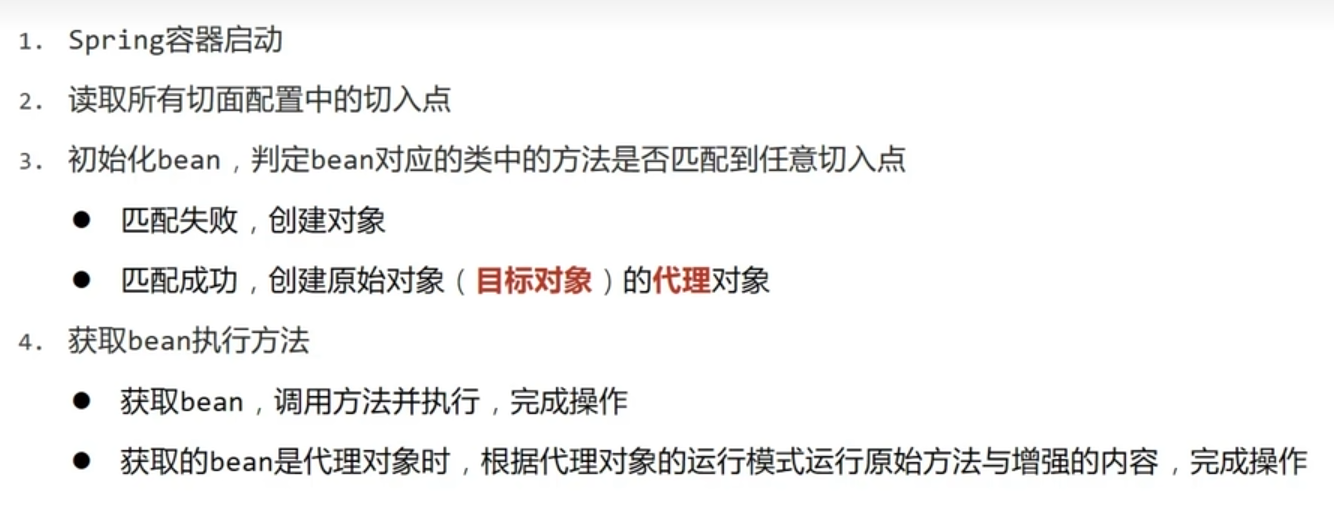 1. Spring容器启动
2. 读取所有切面配置中的切入点
3. 初始化bean，判定bean对应的类中的方法是否匹配到任意切入点
● 匹配失败，创建对象
● 匹配成功，创建原始对象（目标对象）的代理对象
4. 获取bean执行方法
● 获取bean，调用方法并执行，完成操作
● 获取的bean是代理对象时，根据代理对象的运行模式运行原始方法与增强的内容，完成操作